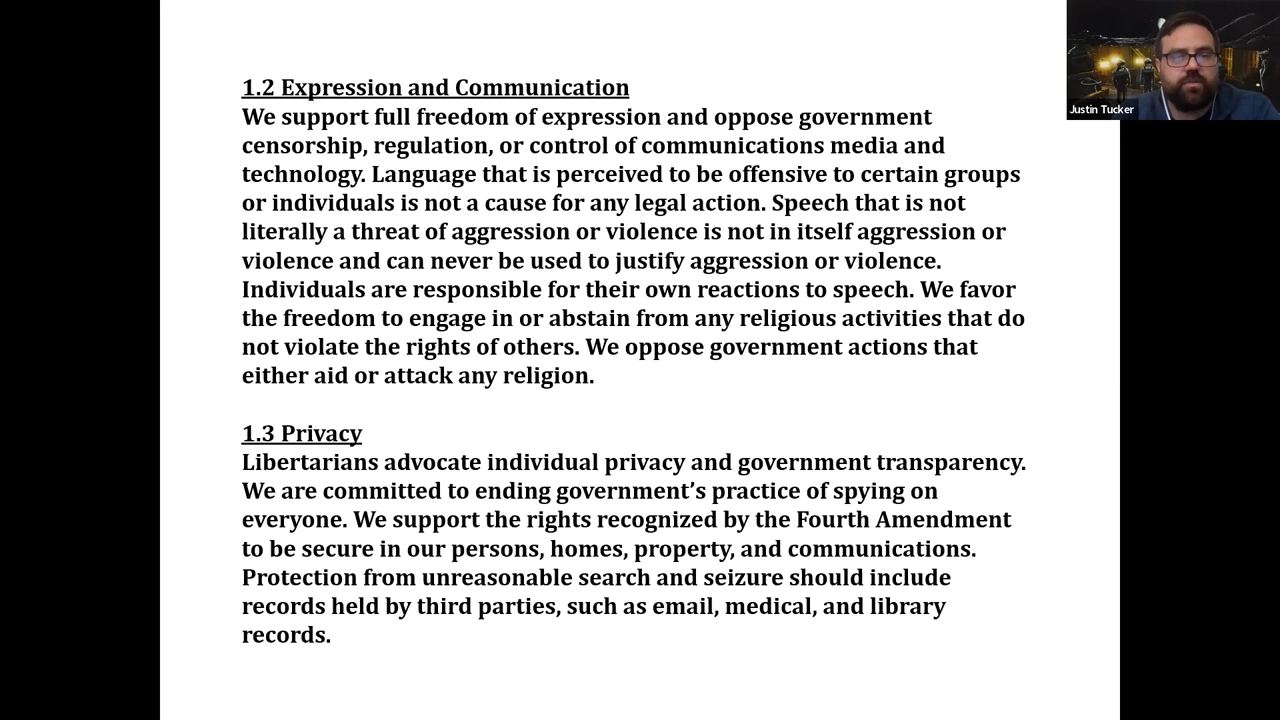 1.2 Expression and Communication
We support full freedom of expression and oppose government
censorship, regulation, or control of communications media and
technology. Language that is perceived to be offensive to certain groups
or individuals is not a cause for any legal action. Speech that is not
literally a threat of aggression or violence is not in itself aggression or
violence and can never be used to justify aggression or violence.
Individuals are responsible for their own reactions to speech. We favor
the freedom to engage in or abstain from any religious activities that do
not violate the rights of others. We oppose government actions that
either aid or attack any religion.
1.3 Privacy
Libertarians advocate individual privacy and government transparency.
We are committed to ending government’s practice of spying on
everyone. We support the rights recognized by the Fourth Amendment
to be secure in our persons, homes, property, and communications.
Protection from unreasonable search and seizure should include
records held by third parties, such as email, medical, and library
records.
Justin Tucker